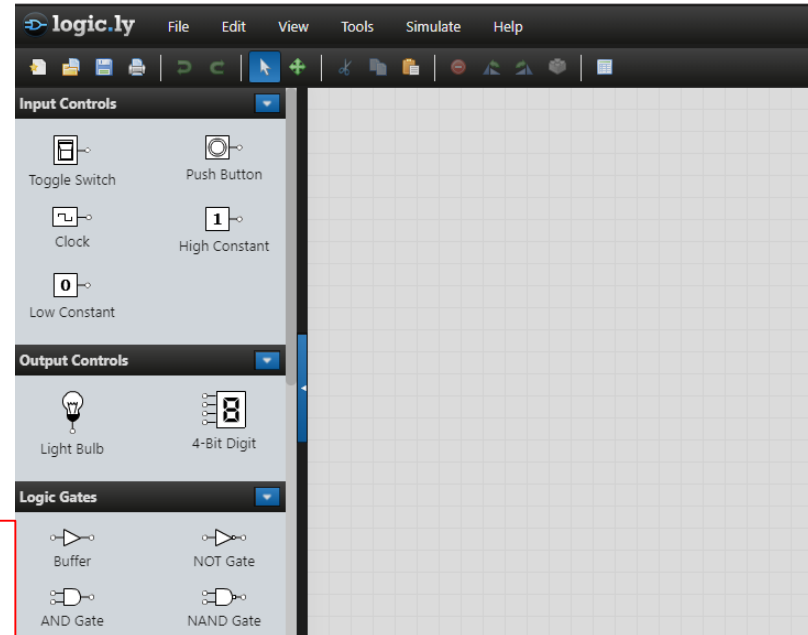 logic.ly File Edit View Tools Simulate Help
Input Controls
Toggle Switch Push Button
1
Clock High Constant
0
Low Constant
Output Controls
8
Light Bulb 4-Bit Digit
Logic Gates
Buffer NOT Gate
AND Gate NAND Gate